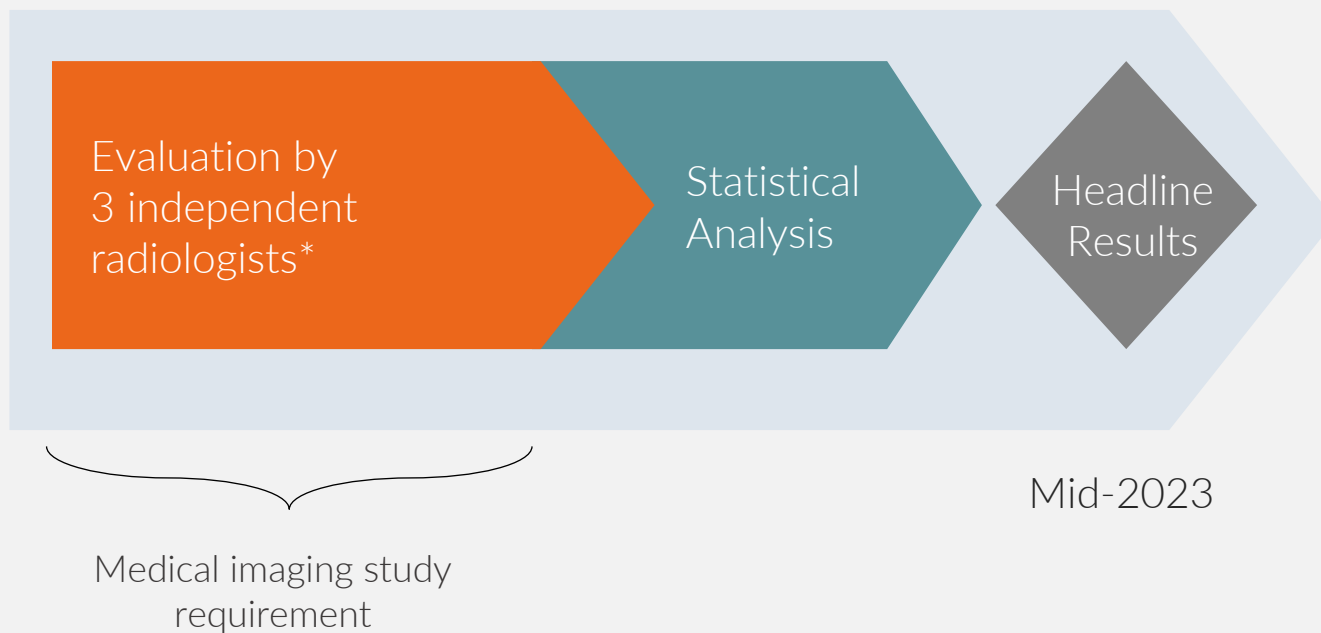 Evaluation by
3 independent
radiologists*
Statistical
Analysis
Headline
Results
Mid-2023
Medical imaging study
requirement